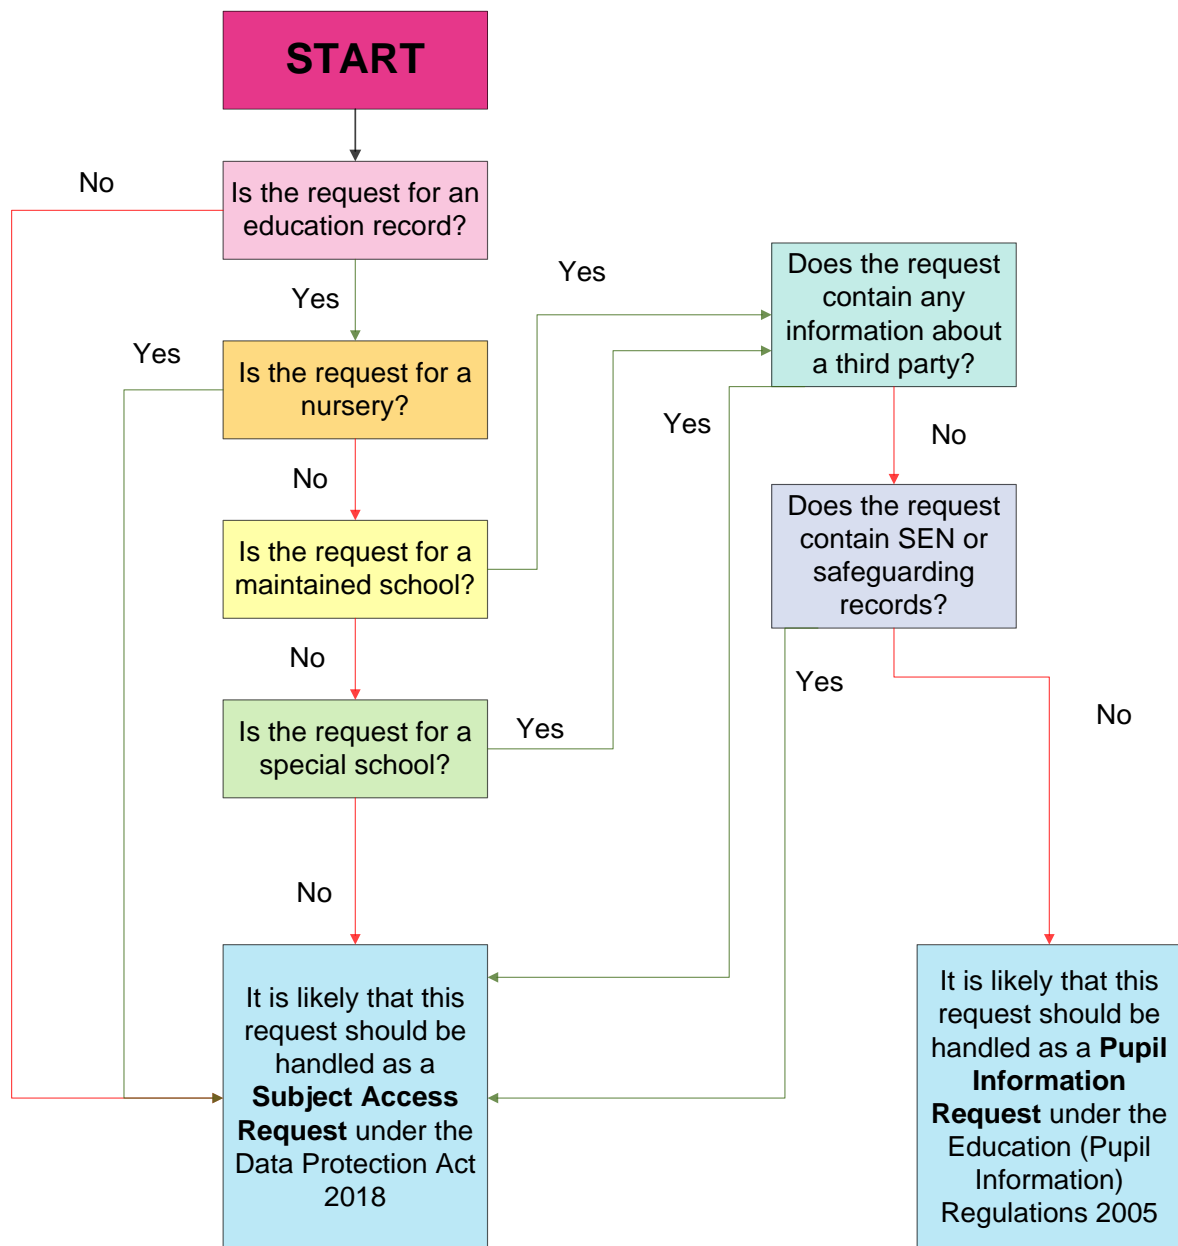 START
No
Is the request for an
education record?
Yes
Yes
Is the request for a
nursery?
No
Is the request for a
maintained school?
Yes
No
Is the request for a
special school?
Yes
No
Does the request
contain any
information about
a third party?
Yes
No
Does the request
contain SEN or
safeguarding
records?
Yes
No
It is likely that this
request should be
handled as a
Subject Access
Request under the
Data Protection Act
2018
It is likely that this
request should be
handled as a Pupil
Information
Request under the
Education (Pupil
Information)
Regulations 2005